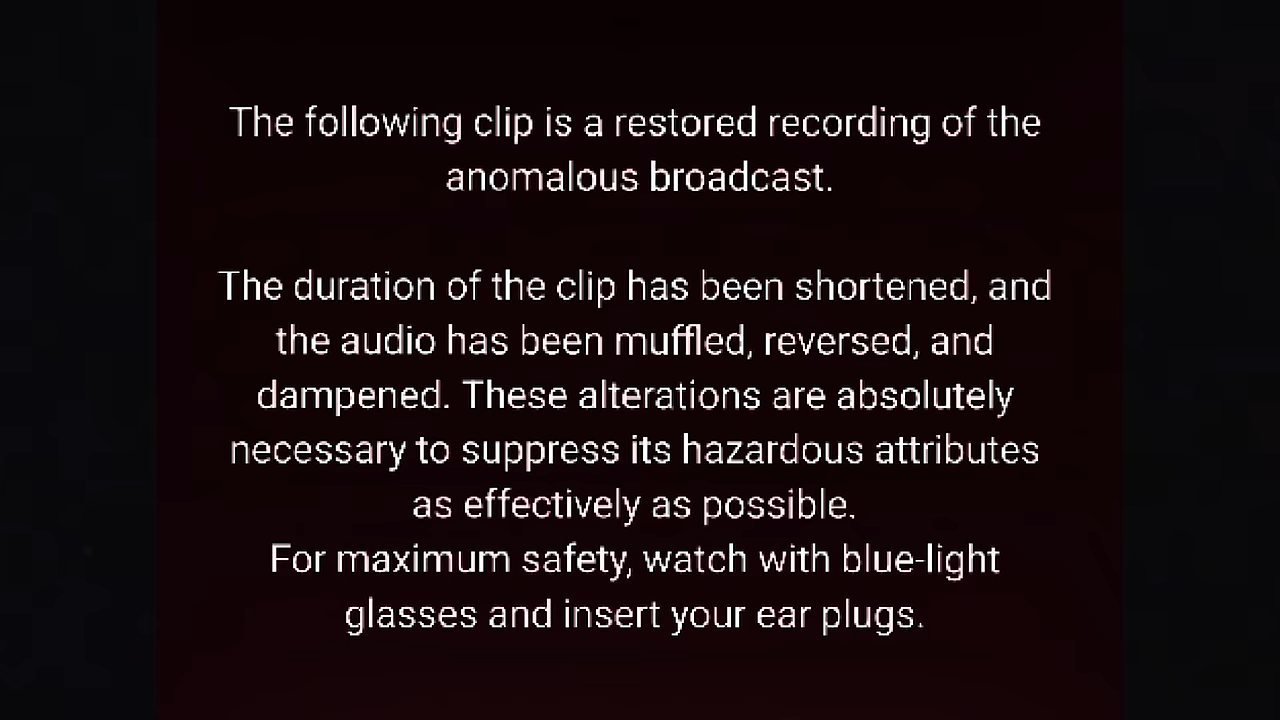 The following clip is a restored recording of the
anomalous broadcast.
The duration of the clip has been shortened, and
the audio has been muffled, reversed, and
dampened. These alterations are absolutely
necessary to suppress its hazardous attributes
as effectively as possible.
For maximum safety, watch with blue-light
glasses and insert your ear plugs.